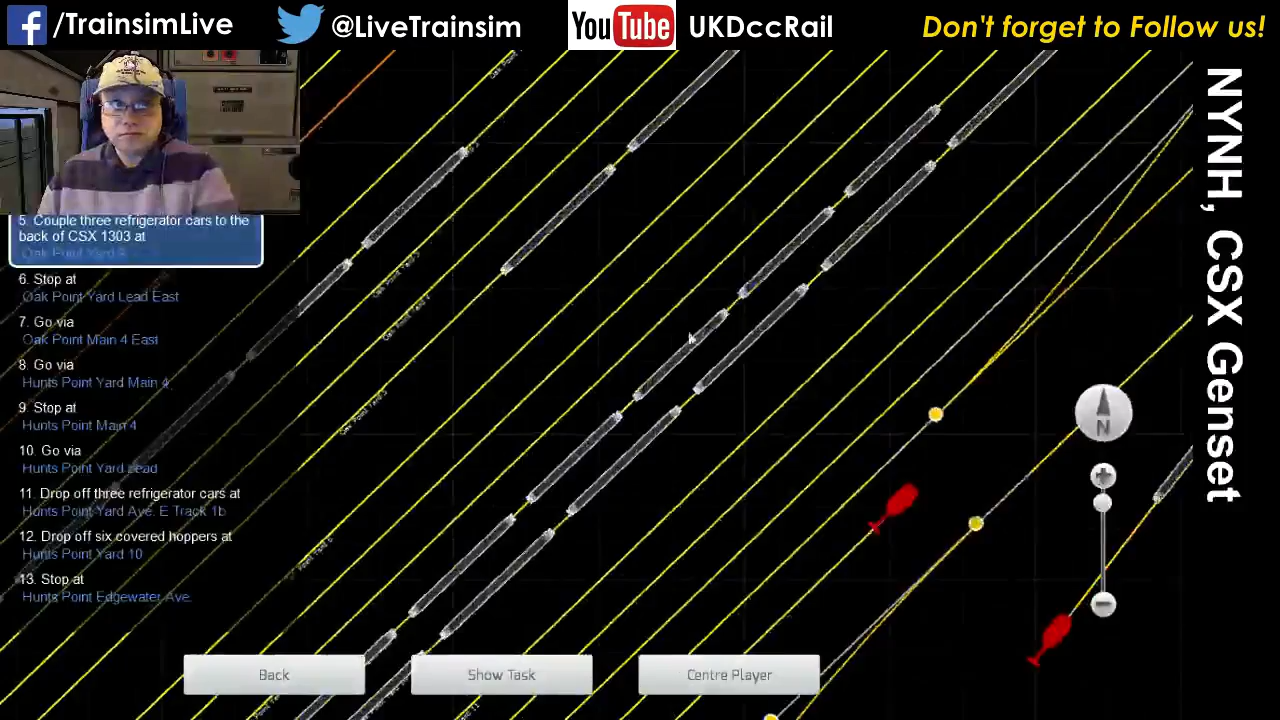 /TrainsimLive
@LiveTrainsim
You Tube
UKDccRail
Don't forget to Follow us!
NYNH, CSX Genset
5. Couple three refrigerator cars to the
back of CSX 1303 at
Oak Point Yard
6. Stop at
Oak Point Yard Lead East
7. Go via
Oak Point Main 4 East
8. Go via
Hunts Point Yard Main 4
9. Stop at
Hunts Point Main 4
10. Go via
Hunts Point Yard Lead
11. Drop off three refrigerator cars at
Hunts Point Yard Ave. E Track 1b
12. Drop off six covered hoppers at
Hunts Point Yard 10
13. Stop at
Hunts Point Edgewater Ave.
N
Back
Show Task
Centre Player